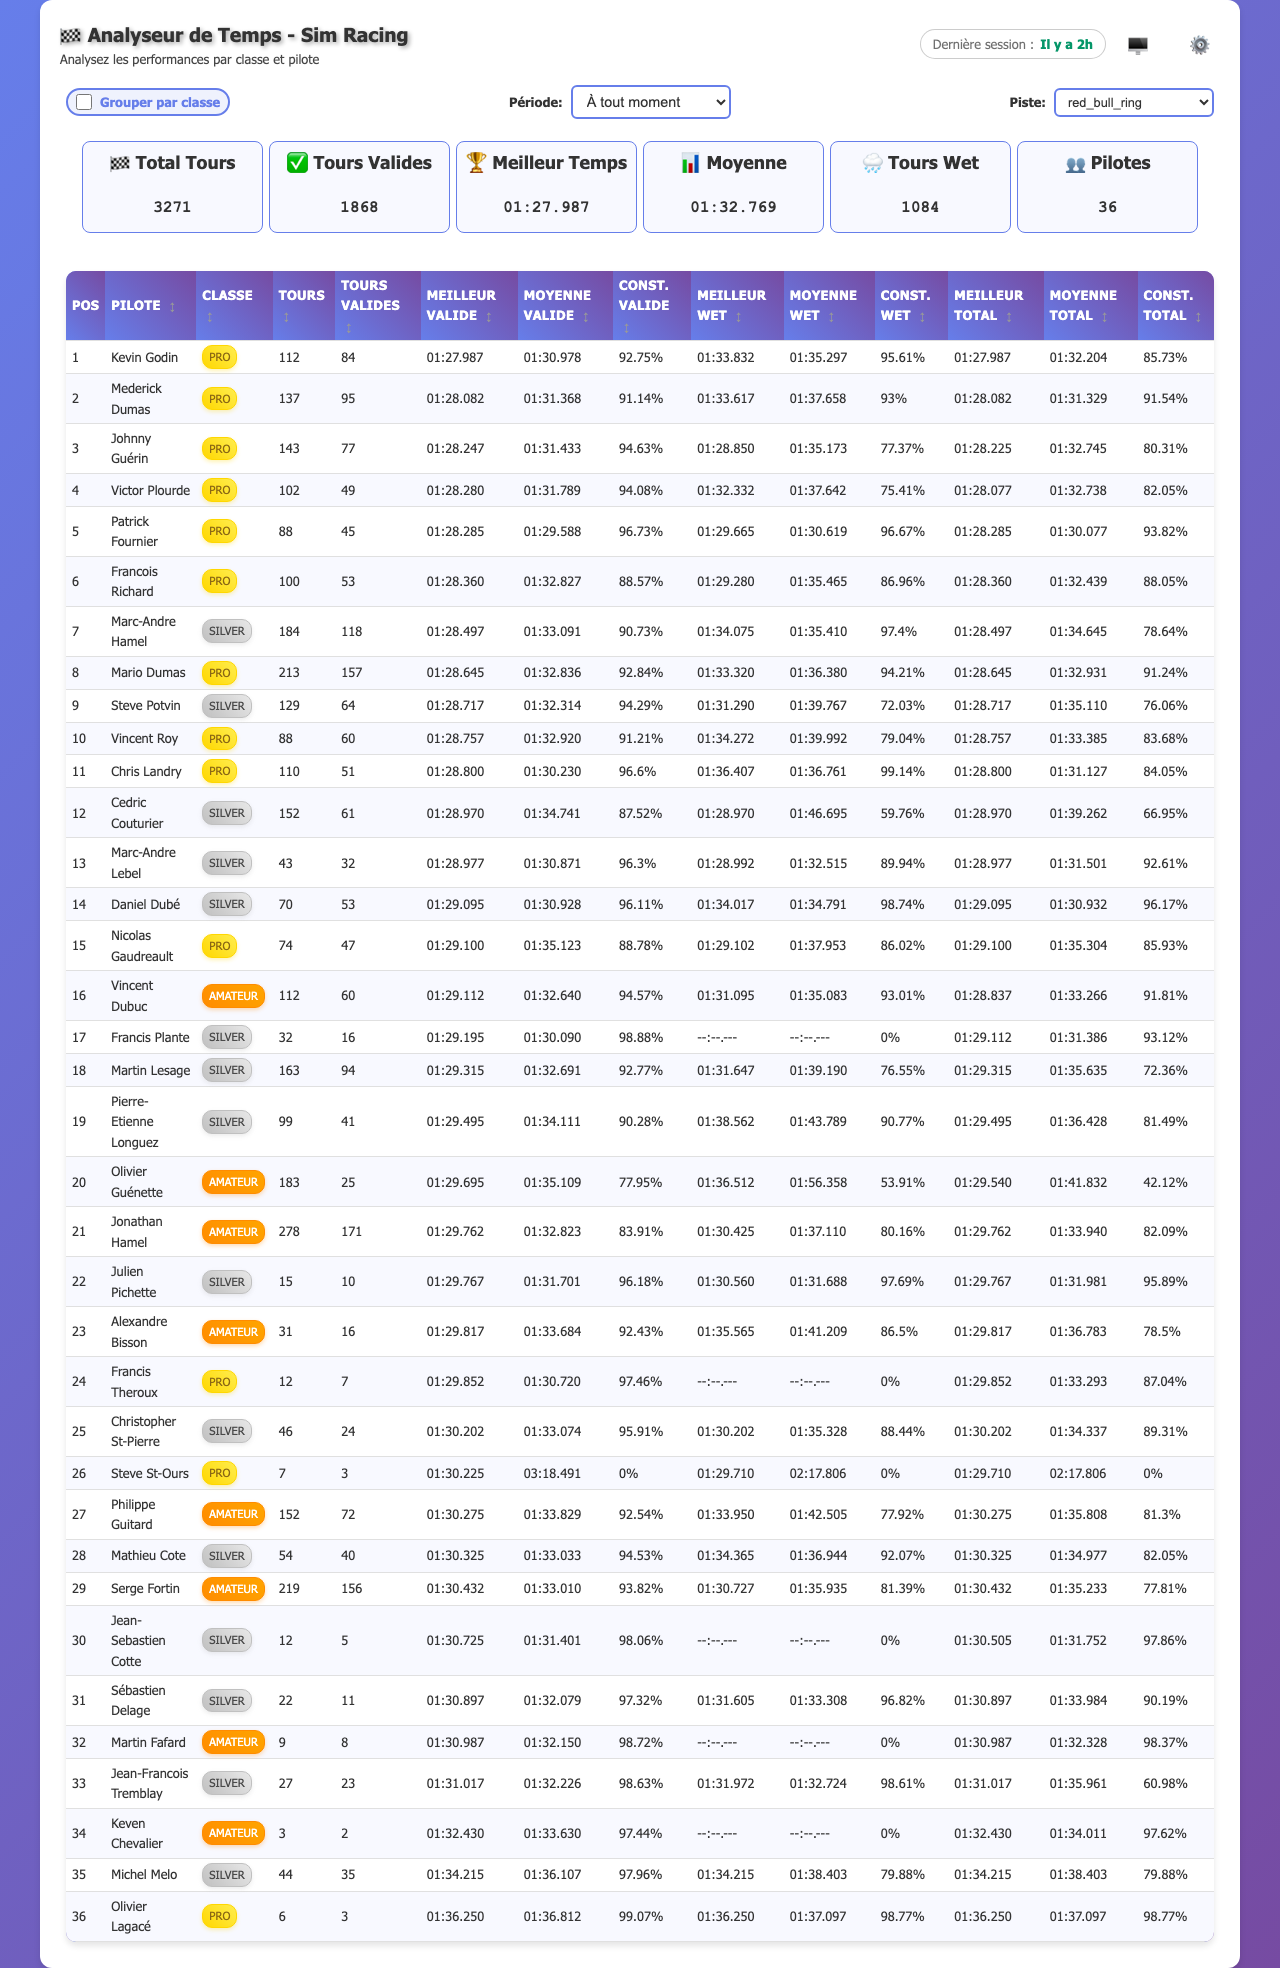 🏁 Analyseur de Temps - Sim Racing
Analysez les performances par classe et pilote
Dernière session : Il y a 2h
Grouper par classe
Période: À tout moment
Piste: red_bull_ring
🏁 Total Tours
3271
✅ Tours Valides
1868
🏆 Meilleur Temps
01:27.987
📊 Moyenne
01:32.769
🌧️ Tours Wet
1084
👥 Pilotes
36
POS PILOTE ↕ CLASSE ↕ TOURS ↕ TOURS VALIDES ↕ MEILLEUR VALIDE ↕ MOYENNE VALIDE ↕ CONST. VALIDE ↕ MEILLEUR WET ↕ MOYENNE WET ↕ CONST. WET ↕ MEILLEUR TOTAL ↕ MOYENNE TOTAL ↕ CONST. TOTAL ↕
1 Kevin Godin PRO 112 84 01:27.987 01:30.978 92.75% 01:33.832 01:35.297 95.61% 01:27.987 01:32.204 85.73%
2 Mederick Dumas PRO 137 95 01:28.082 01:31.368 91.14% 01:33.617 01:37.658 93% 01:28.082 01:31.329 91.54%
3 Johnny Guérin PRO 143 77 01:28.247 01:31.433 94.63% 01:28.850 01:35.173 77.37% 01:28.225 01:32.745 80.31%
4 Victor Plourde PRO 102 49 01:28.280 01:31.789 94.08% 01:32.332 01:37.642 75.41% 01:28.077 01:32.738 82.05%
5 Patrick Fournier PRO 88 45 01:28.285 01:29.588 96.73% 01:29.665 01:30.619 96.67% 01:28.285 01:30.077 93.82%
6 Francois Richard PRO 100 53 01:28.360 01:32.827 88.57% 01:29.280 01:35.465 86.96% 01:28.360 01:32.439 88.05%
7 Marc-Andre Hamel SILVER 184 118 01:28.497 01:33.091 90.73% 01:34.075 01:35.410 97.4% 01:28.497 01:34.645 78.64%
8 Mario Dumas PRO 213 157 01:28.645 01:32.836 92.84% 01:33.320 01:36.380 94.21% 01:28.645 01:32.931 91.24%
9 Steve Potvin SILVER 129 64 01:28.717 01:32.314 94.29% 01:31.290 01:39.767 72.03% 01:28.717 01:35.110 76.06%
10 Vincent Roy PRO 88 60 01:28.757 01:32.920 91.21% 01:34.272 01:39.992 79.04% 01:28.757 01:33.385 83.68%
11 Chris Landry PRO 110 51 01:28.800 01:30.230 96.6% 01:36.407 01:36.761 99.14% 01:28.800 01:31.127 84.05%
12 Cedric Couturier SILVER 152 61 01:28.970 01:34.741 87.52% 01:28.970 01:46.695 59.76% 01:28.970 01:39.262 66.95%
13 Marc-Andre Lebel SILVER 43 32 01:28.977 01:30.871 96.3% 01:28.992 01:32.515 89.94% 01:28.977 01:31.501 92.61%
14 Daniel Dubé SILVER 70 53 01:29.095 01:30.928 96.11% 01:34.017 01:34.791 98.74% 01:29.095 01:30.932 96.17%
15 Nicolas Gaudreault PRO 74 47 01:29.100 01:35.123 88.78% 01:29.102 01:37.953 86.02% 01:29.100 01:35.304 85.93%
16 Vincent Dubuc AMATEUR 112 60 01:29.112 01:32.640 94.57% 01:31.095 01:35.083 93.01% 01:28.837 01:33.266 91.81%
17 Francis Plante SILVER 32 16 01:29.195 01:30.090 98.88% --:--.--- --:--.--- 0% 01:29.112 01:31.386 93.12%
18 Martin Lesage SILVER 163 94 01:29.315 01:32.691 92.77% 01:31.647 01:39.190 76.55% 01:29.315 01:35.635 72.36%
19 Pierre-Etienne Longuez SILVER 99 41 01:29.495 01:34.111 90.28% 01:38.562 01:43.789 90.77% 01:29.495 01:36.428 81.49%
20 Olivier Guénette AMATEUR 183 25 01:29.695 01:35.109 77.95% 01:36.512 01:56.358 53.91% 01:29.540 01:41.832 42.12%
21 Jonathan Hamel AMATEUR 278 171 01:29.762 01:32.823 83.91% 01:30.425 01:37.110 80.16% 01:29.762 01:33.940 82.09%
22 Julien Pichette SILVER 15 10 01:29.767 01:31.701 96.18% 01:30.560 01:31.688 97.69% 01:29.767 01:31.981 95.89%
23 Alexandre Bisson AMATEUR 31 16 01:29.817 01:33.684 92.43% 01:35.565 01:41.209 86.5% 01:29.817 01:36.783 78.5%
24 Francis Theroux PRO 12 7 01:29.852 01:30.720 97.46% --:--.--- --:--.--- 0% 01:29.852 01:33.293 87.04%
25 Christopher St-Pierre SILVER 46 24 01:30.202 01:33.074 95.91% 01:30.202 01:35.328 88.44% 01:30.202 01:34.337 89.31%
26 Steve St-Ours PRO 7 3 01:30.225 03:18.491 0% 01:29.710 02:17.806 0% 01:29.710 02:17.806 0%
27 Philippe Guitard AMATEUR 152 72 01:30.275 01:33.829 92.54% 01:33.950 01:42.505 77.92% 01:30.275 01:35.808 81.3%
28 Mathieu Cote SILVER 54 40 01:30.325 01:33.033 94.53% 01:34.365 01:36.944 92.07% 01:30.325 01:34.977 82.05%
29 Serge Fortin AMATEUR 219 156 01:30.432 01:33.010 93.82% 01:30.727 01:35.935 81.39% 01:30.432 01:35.233 77.81%
30 Jean-Sebastien Cotte SILVER 12 5 01:30.725 01:31.401 98.06% --:--.--- --:--.--- 0% 01:30.505 01:31.752 97.86%
31 Sébastien Delage SILVER 22 11 01:30.897 01:32.079 97.32% 01:31.605 01:33.308 96.82% 01:30.897 01:33.984 90.19%
32 Martin Fafard AMATEUR 9 8 01:30.987 01:32.150 98.72% --:--.--- --:--.--- 0% 01:30.987 01:32.328 98.37%
33 Jean-Francois Tremblay SILVER 27 23 01:31.017 01:32.226 98.63% 01:31.972 01:32.724 98.61% 01:31.017 01:35.961 60.98%
34 Keven Chevalier AMATEUR 3 2 01:32.430 01:33.630 97.44% --:--.--- --:--.--- 0% 01:32.430 01:34.011 97.62%
35 Michel Melo SILVER 44 35 01:34.215 01:36.107 97.96% 01:34.215 01:38.403 79.88% 01:34.215 01:38.403 79.88%
36 Olivier Lagacé PRO 6 3 01:36.250 01:36.812 99.07% 01:36.250 01:37.097 98.77% 01:36.250 01:37.097 98.77%